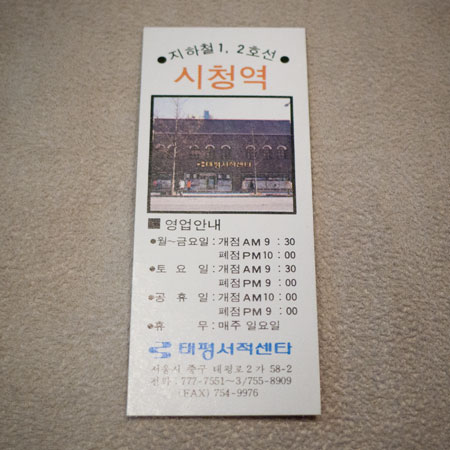 지하철1, 2호선
시청역
태평서적센타
영업안내
월~금요일 : 개점 AM 9 : 30
폐점 PM 10 : 00
토 요 일 : 개점 AM 9 : 30
폐점 PM 9 : 00
공 휴 일 : 개점 AM 10 : 00
폐점 PM 9 : 00
휴 무 : 매주 일요일
태평서적센타
서울시 중구 태평로 2가 58-2
전화 : 777-7551~3/755-8909
(FAX) 754-9976